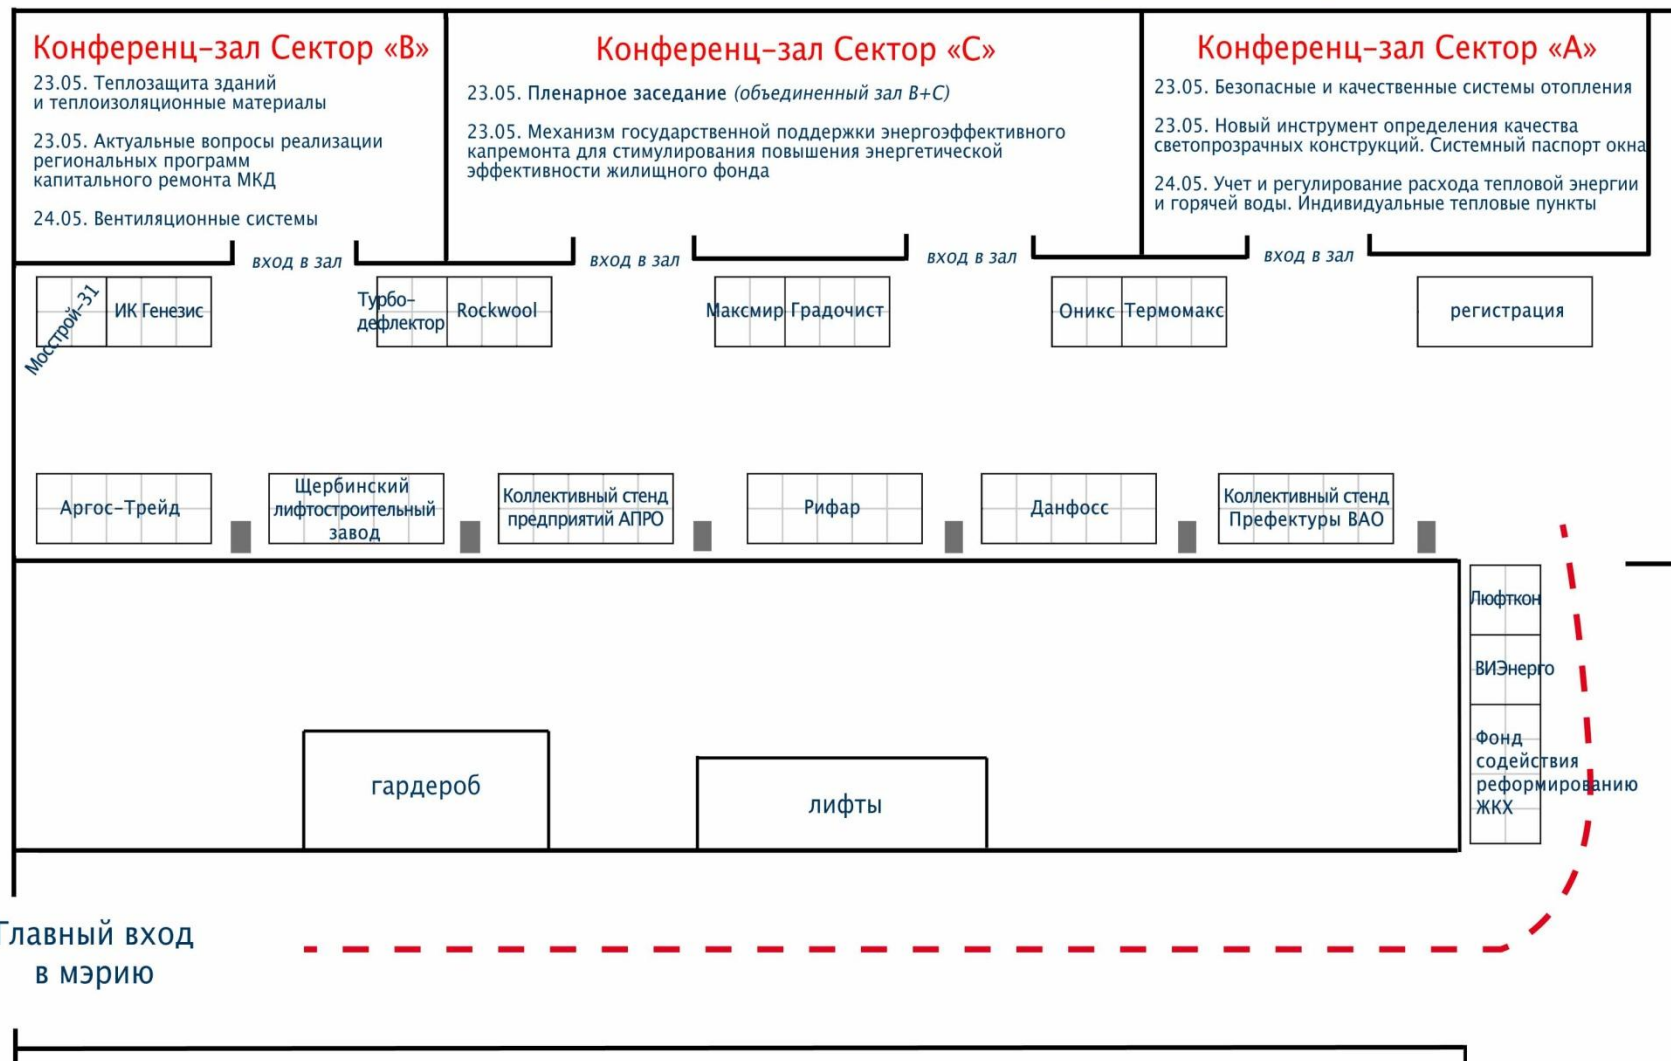 Конференц-зал Сектор «В»
23.05. Теплозащита зданий
и теплоизоляционные материалы
23.05. Актуальные вопросы реализации
региональных программ
капитального ремонта МКД
24.05. Вентиляционные системы
Конференц-зал Сектор «С»
23.05. Пленарное заседание (объединенный зал В+С)
23.05. Механизм государственной поддержки энергоэффективного
капремонта для стимулирования повышения энергетической
эффективности жилищного фонда
Конференц-зал Сектор «А»
23.05. Безопасные и качественные системы отопления
23.05. Новый инструмент определения качества
светопрозрачных конструкций. Системный паспорт окна
24.05. Учет и регулирование расхода тепловой энергии
и горячей воды. Индивидуальные тепловые пункты
вход в зал
вход в зал
вход в зал
вход в зал
Мосстрой-31
ИК Генезис
Турбо-
дефлектор
Rockwool
Максмир
Градочист
Оникс
Термомакс
регистрация
Аргос-Трейд
Щербинский
лифтостроительный
завод
Коллективный стенд
предприятий АПРО
Рифар
Данфосс
Коллективный стенд
Префектуры ВАО
Люфткон
ВИЭнерго
Фонд
содействия
реформированию
ЖКХ
гардероб
лифты
Главный вход
в мэрию